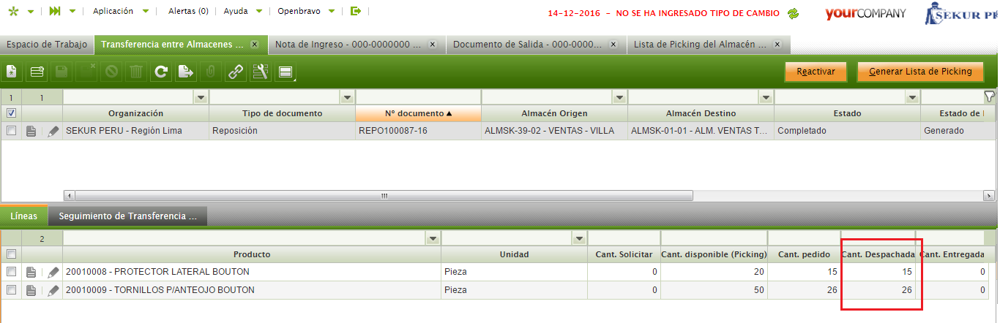 Aplicación Alertas (0) Ayuda Openbravo 14-12-2016 - NO SE HA INGRESADO TIPO DE CAMBIO yourCOMPANY SEKUR
Espacio de Trabajo Transferencia entre Almacenes ... Nota de Ingreso - 000-0000000 ... Documento de Salida - 000-0000... Lista de Picking del Almacén ...
Reactivar Generar Lista de Picking
1 1
Organización Tipo de documento Nº documento Almacén Origen Almacén Destino Estado Estado de
SEKUR PERU - Región Lima Reposición REPO100087-16 ALMSK-39-02 - VENTAS - VILLA ALMSK-01-01 - ALM. VENTAS T... Completado Generado
Líneas Seguimiento de Transferencia ...
2
Producto Unidad Cant. Solicitar Cant. disponible (Picking) Cant. pedido Cant. Despachada Cant. Entregada
20010008 - PROTECTOR LATERAL BOUTON Pieza 0 20 15 15 0
20010009 - TORNILLOS P/ANTEOJO BOUTON Pieza 0 50 26 26 0